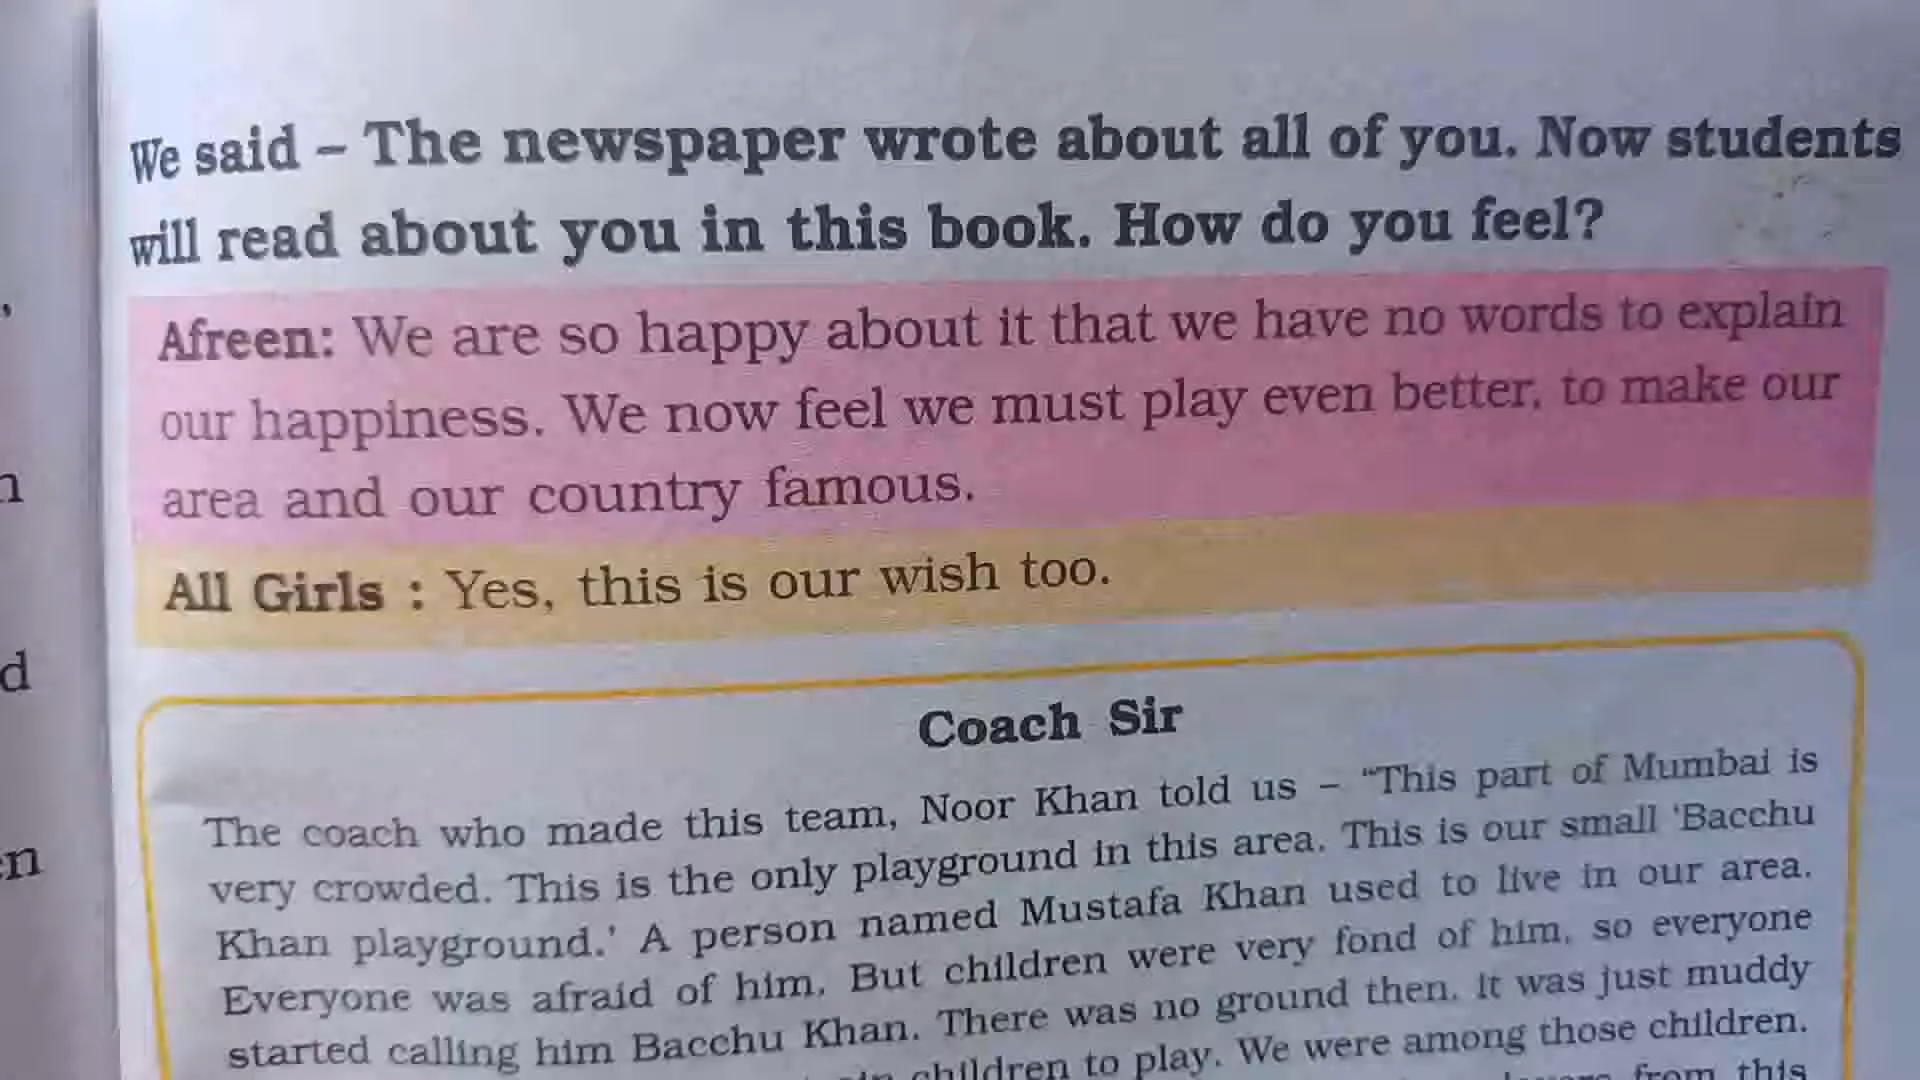 We said – The newspaper wrote about all of you. Now students
will read about you in this book. How do you feel?
Afreen: We are so happy about it that we have no words to explain
our happiness. We now feel we must play even better, to make our
area and our country famous.
All Girls : Yes, this is our wish too.
Coach Sir
The coach who made this team, Noor Khan told us – “This part of Mumbai is
very crowded. This is the only playground in this area. This is our small ‘Bacchu
Khan playground.’ A person named Mustafa Khan used to live in our area.
Everyone was afraid of him. But children were very fond of him, so everyone
started calling him Bacchu Khan. There was no ground then. It was just muddy
children to play. We were among those children.
from this